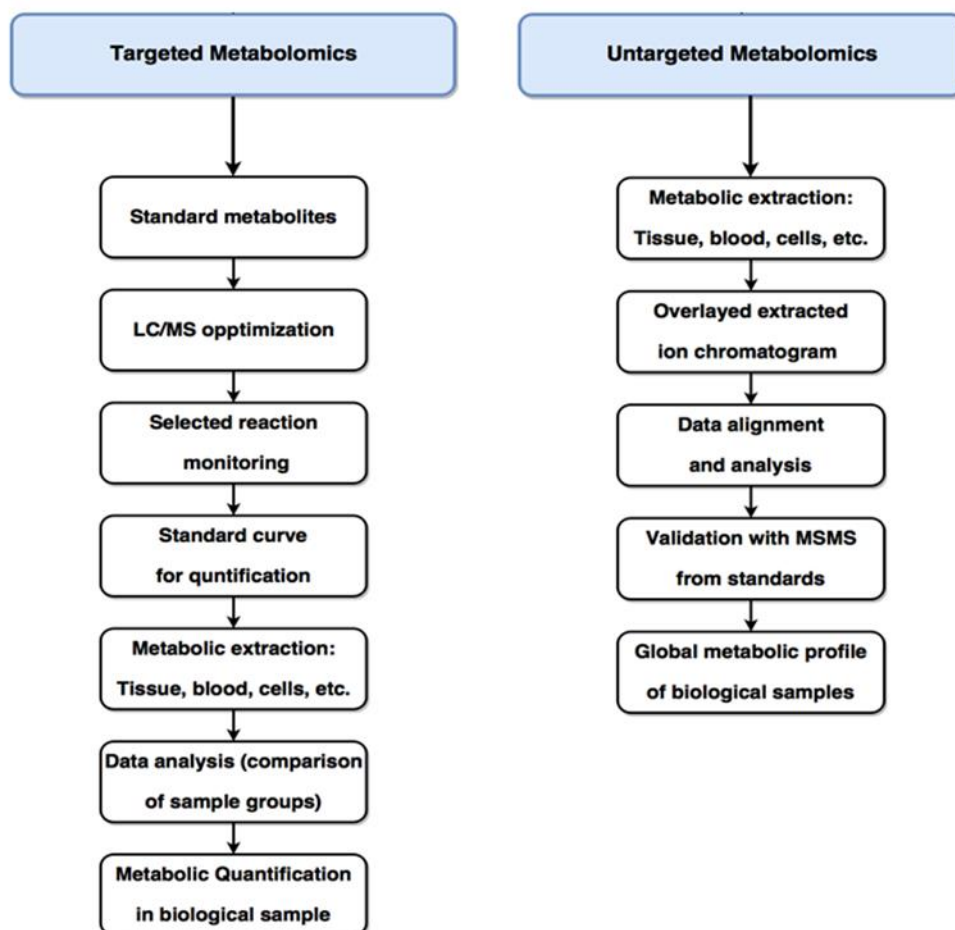 Targeted Metabolomics
Standard metabolites
LC/MS opptimization
Selected reaction
monitoring
Standard curve
for quntification
Metabolic extraction:
Tissue, blood, cells, etc.
Data analysis (comparison
of sample groups)
Metabolic Quantification
in biological sample
Untargeted Metabolomics
Metabolic extraction:
Tissue, blood, cells, etc.
Overlayed extracted
ion chromatogram
Data alignment
and analysis
Validation with MSMS
from standards
Global metabolic profile
of biological samples